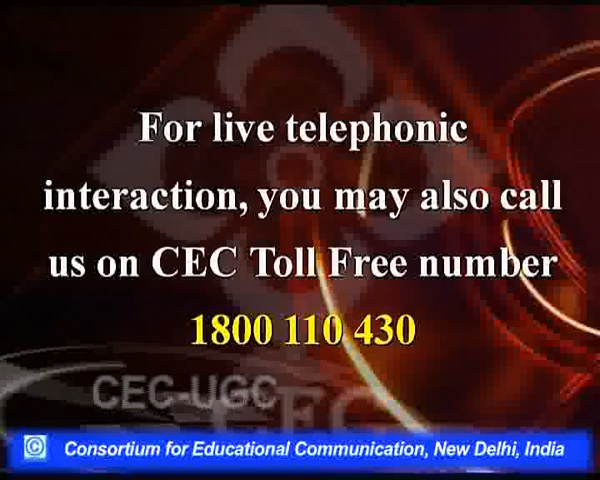 For live telephonic
interaction, you may also call
us on CEC Toll Free number
1800 110 430
CEC-UGC
CEC
© Consortium for Educational Communication, New Delhi, India